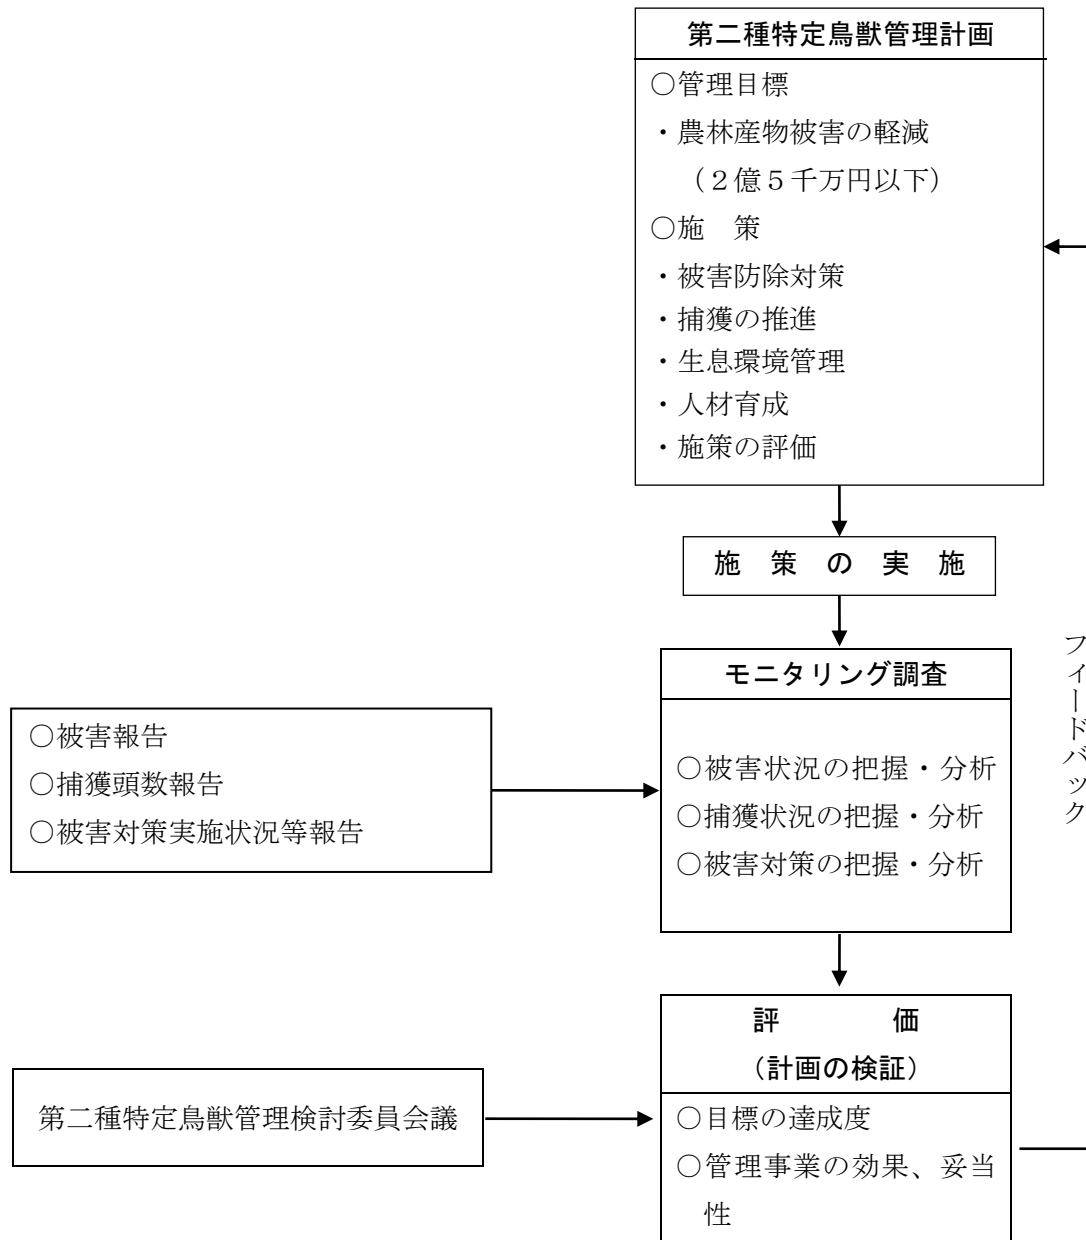 第二種特定鳥獣管理計画
○管理目標
・農林産物被害の軽減
（２億５千万円以下）
○施　策
・被害防除対策
・捕獲の推進
・生息環境管理
・人材育成
・施策の評価
施　策　の　実　施
モニタリング調査
○被害状況の把握・分析
○捕獲状況の把握・分析
○被害対策の把握・分析
○被害報告
○捕獲頭数報告
○被害対策実施状況等報告
フィードバック
評　　　価
（計画の検証）
○目標の達成度
○管理事業の効果、妥当
性
第二種特定鳥獣管理検討委員会議